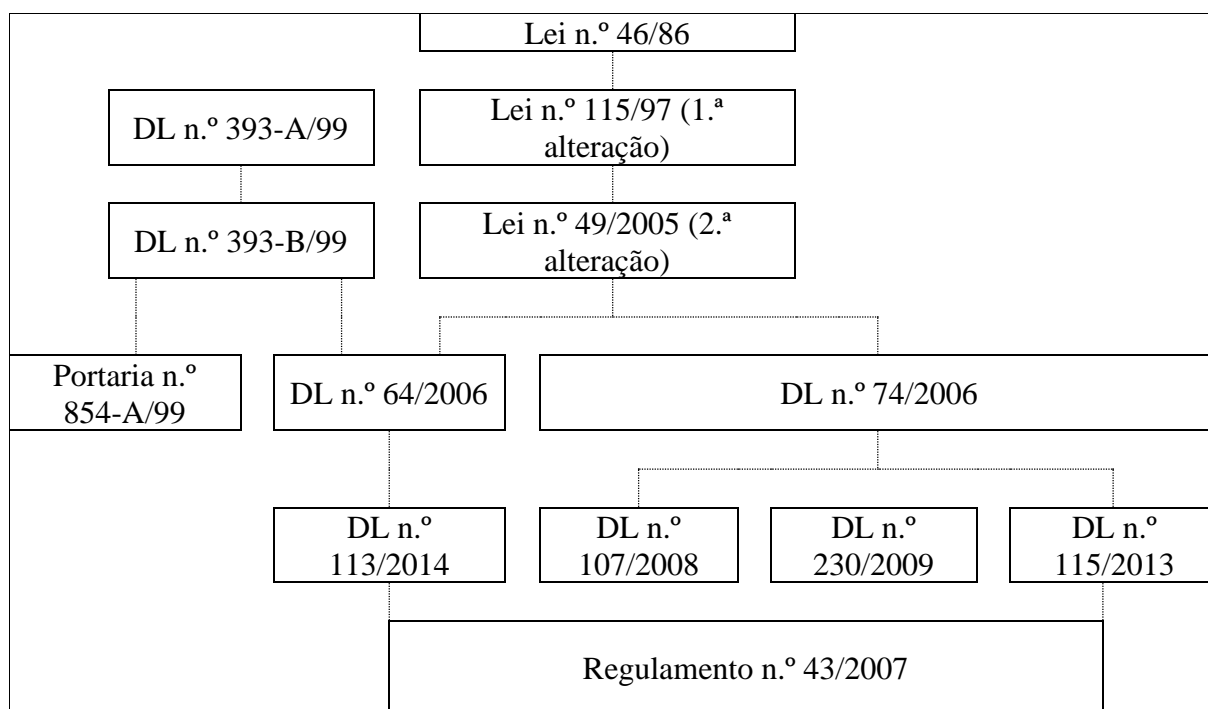 Lei n.º 46/86
DL n.º 393-A/99
Lei n.º 115/97 (1.ª
alteração)
DL n.º 393-B/99
Lei n.º 49/2005 (2.ª
alteração)
Portaria n.º
854-A/99
DL n.º 64/2006
DL n.º 74/2006
DL n.º
113/2014
DL n.º
107/2008
DL n.º
230/2009
DL n.º
115/2013
Regulamento n.º 43/2007